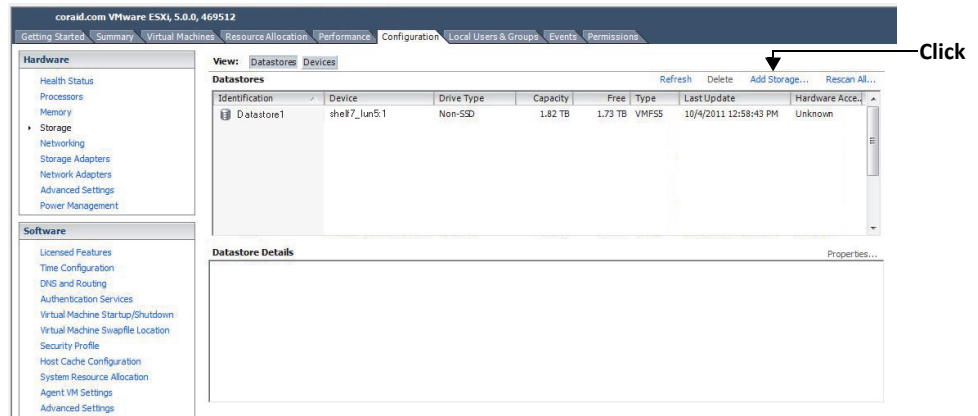 coraid.com VMware ESXi, 5.0.0, 469512
Getting Started Summary Virtual Machines Resource Allocation Performance Configuration Local Users & Groups Events Permissions
Click
Hardware
Health Status
Processors
Memory
Storage
Networking
Storage Adapters
Network Adapters
Advanced Settings
Power Management
Software
Licensed Features
Time Configuration
DNS and Routing
Authentication Services
Virtual Machine Startup/Shutdown
Virtual Machine Swapfile Location
Security Profile
Host Cache Configuration
System Resource Allocation
Agent VM Settings
Advanced Settings
View: Datastores Devices
Datastores Refresh Delete Add Storage... Rescan All...
Identification Device Drive Type Capacity Free Type Last Update Hardware Acce..
Datastore1 shelf7_lun5:1 Non-SSD 1.82 TB 1.73 TB VMFS5 10/4/2011 12:58:43 PM Unknown
Datastore Details Properties...